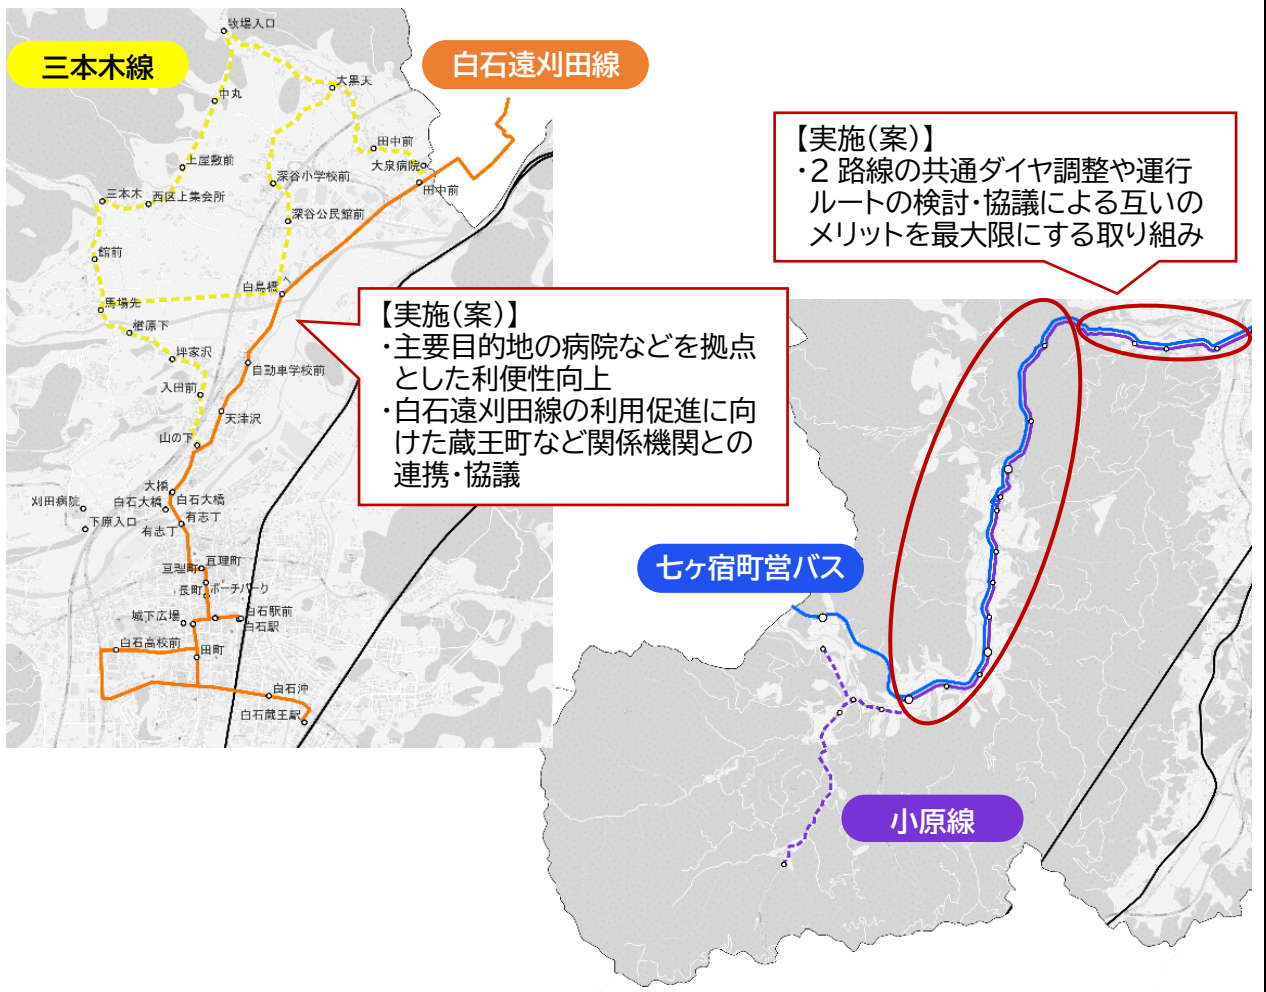 三本木線
白石遠刈田線
牧場入口
大黒天
中丸
田中前
上屋敷前
大泉病院
深谷小学校前
田中前
三本木
西区上集会所
深谷公民館前
館前
白鳥橋
馬場先
楢原下
坪家沢
自動車学校前
入田前
天津沢
山の下
大橋
刈田病院
白石大橋
白石大橋
下原入口
有志丁
有志丁
亘理町
亘理町
長町
ポーチパーク
城下広場
白石駅前
白石駅
白石高校前
田町
白石沖
白石蔵王駅
【実施(案)】
・主要目的地の病院などを拠点
とした利便性向上
・白石遠刈田線の利用促進に向
けた蔵王町など関係機関との
連携・協議
【実施(案)】
・2 路線の共通ダイヤ調整や運行
ルートの検討・協議による互いの
メリットを最大限にする取り組み
七ヶ宿町営バス
小原線